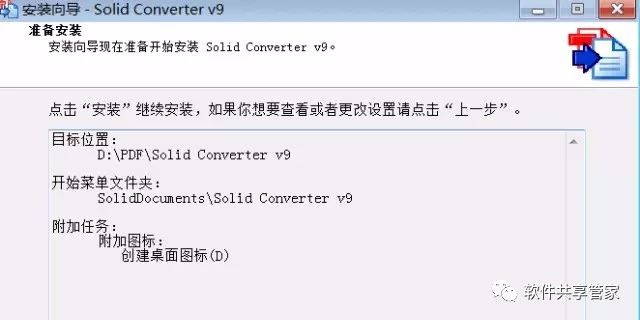 安装向导 - Solid Converter v9
准备安装
安装向导现在准备开始安装 Solid Converter v9。
点击“安装”继续安装，如果你想要查看或者更改设置请点击“上一步”。
目标位置：
D:\PDF\Solid Converter v9
开始菜单文件夹：
SolidDocuments\Solid Converter v9
附加任务：
附加图标：
创建桌面图标(D)
软件共享管家